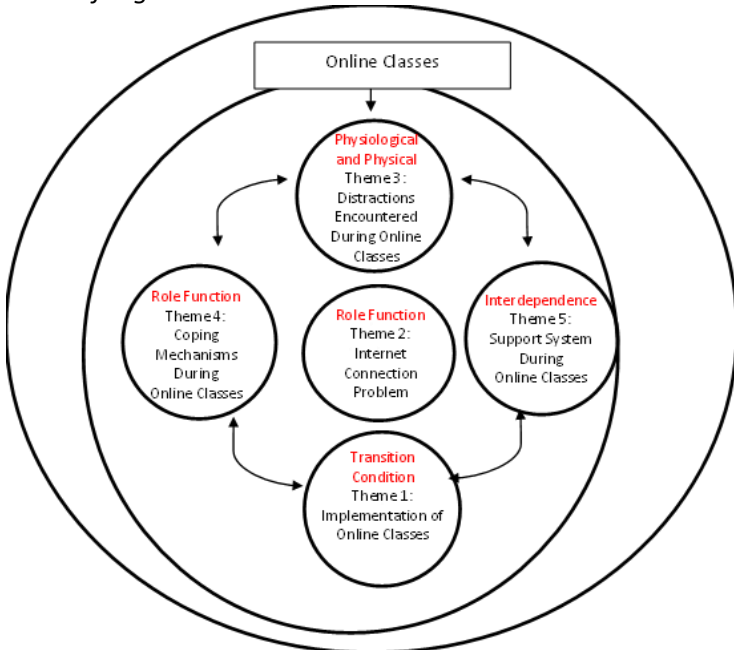 Online Classes
Physiological
and Physical
Theme 3:
Distractions
Encountered
During Online
Classes
Role Function
Theme 4:
Coping
Mechanisms
During
Online Classes
Role Function
Theme 2:
Internet
Connection
Problem
Interdependence
Theme 5:
Support System
During
Online Classes
Transition
Condition
Theme 1:
Implementation of
Online Classes